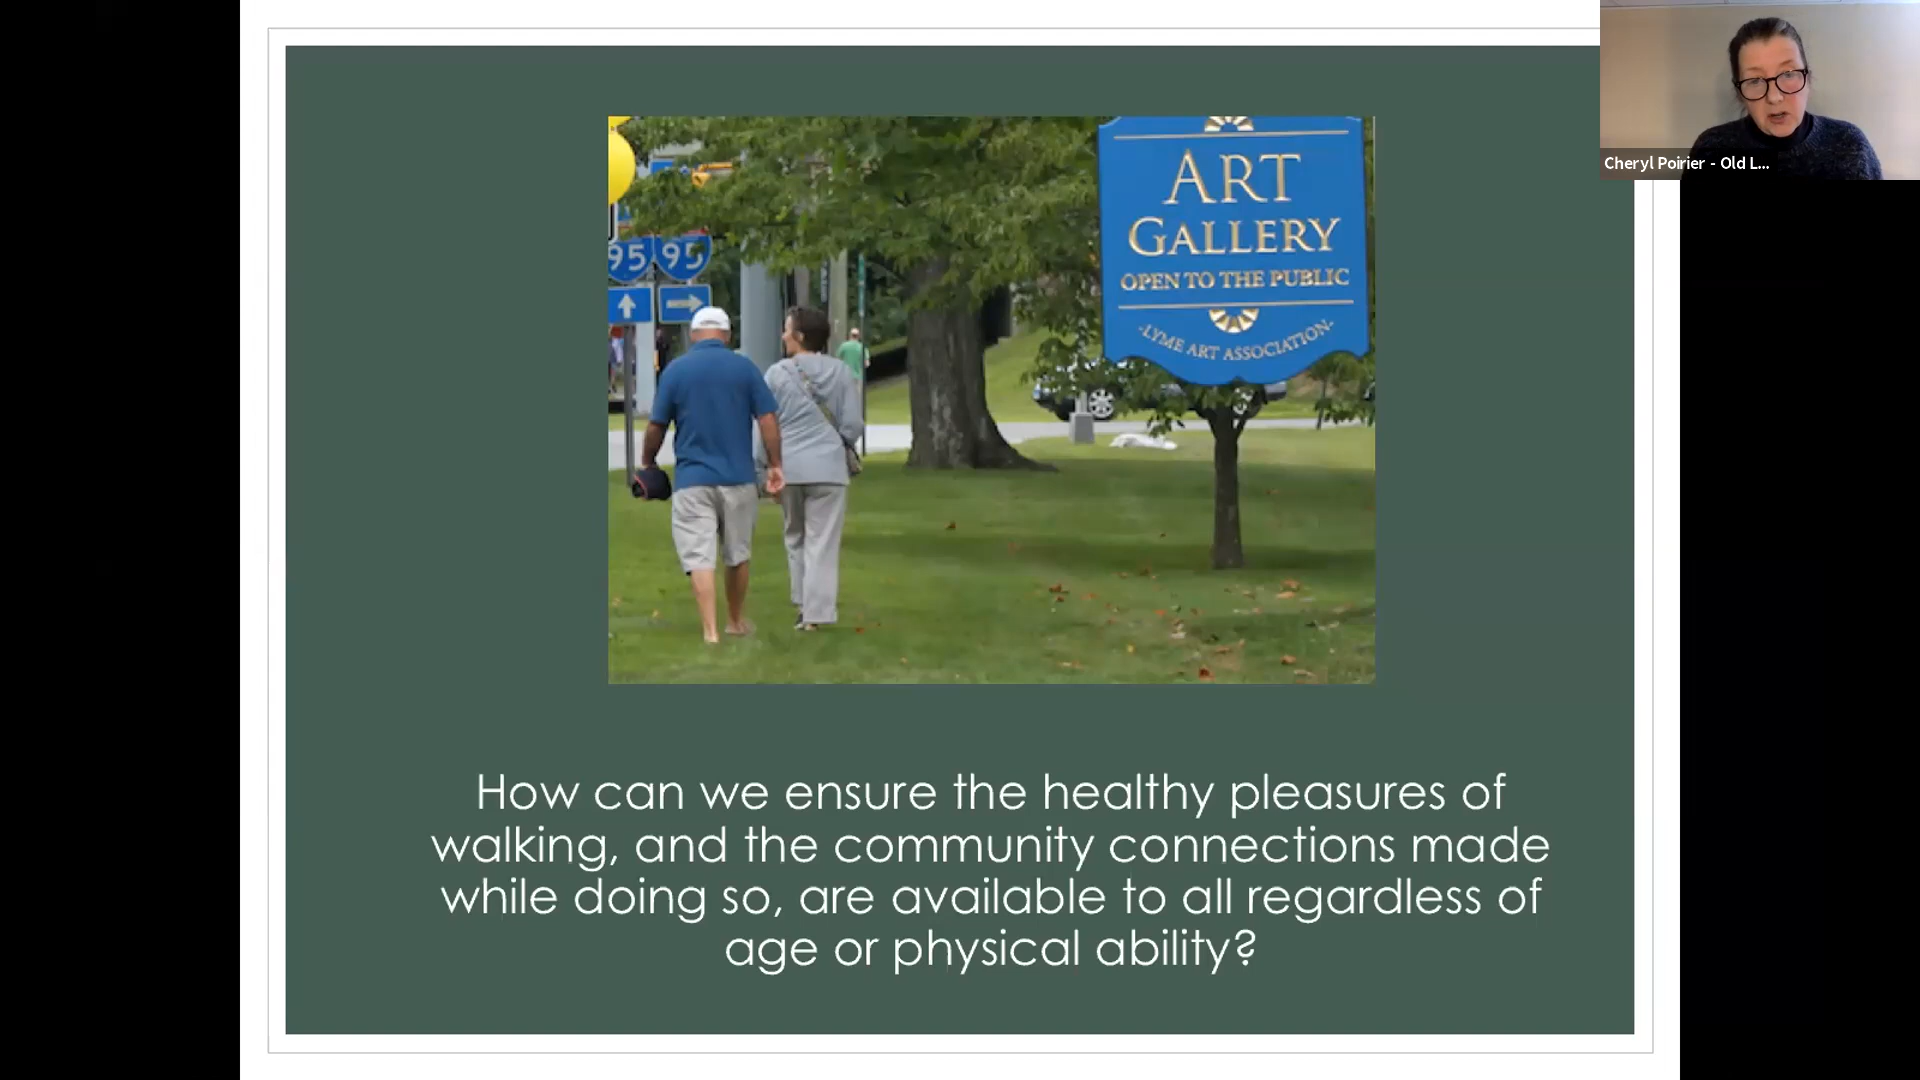 ART
GALLERY
OPEN TO THE PUBLIC
-LYME ART ASSOCIATION-
95 95
Cheryl Poirier - Old L...
How can we ensure the healthy pleasures of
walking, and the community connections made
while doing so, are available to all regardless of
age or physical ability?